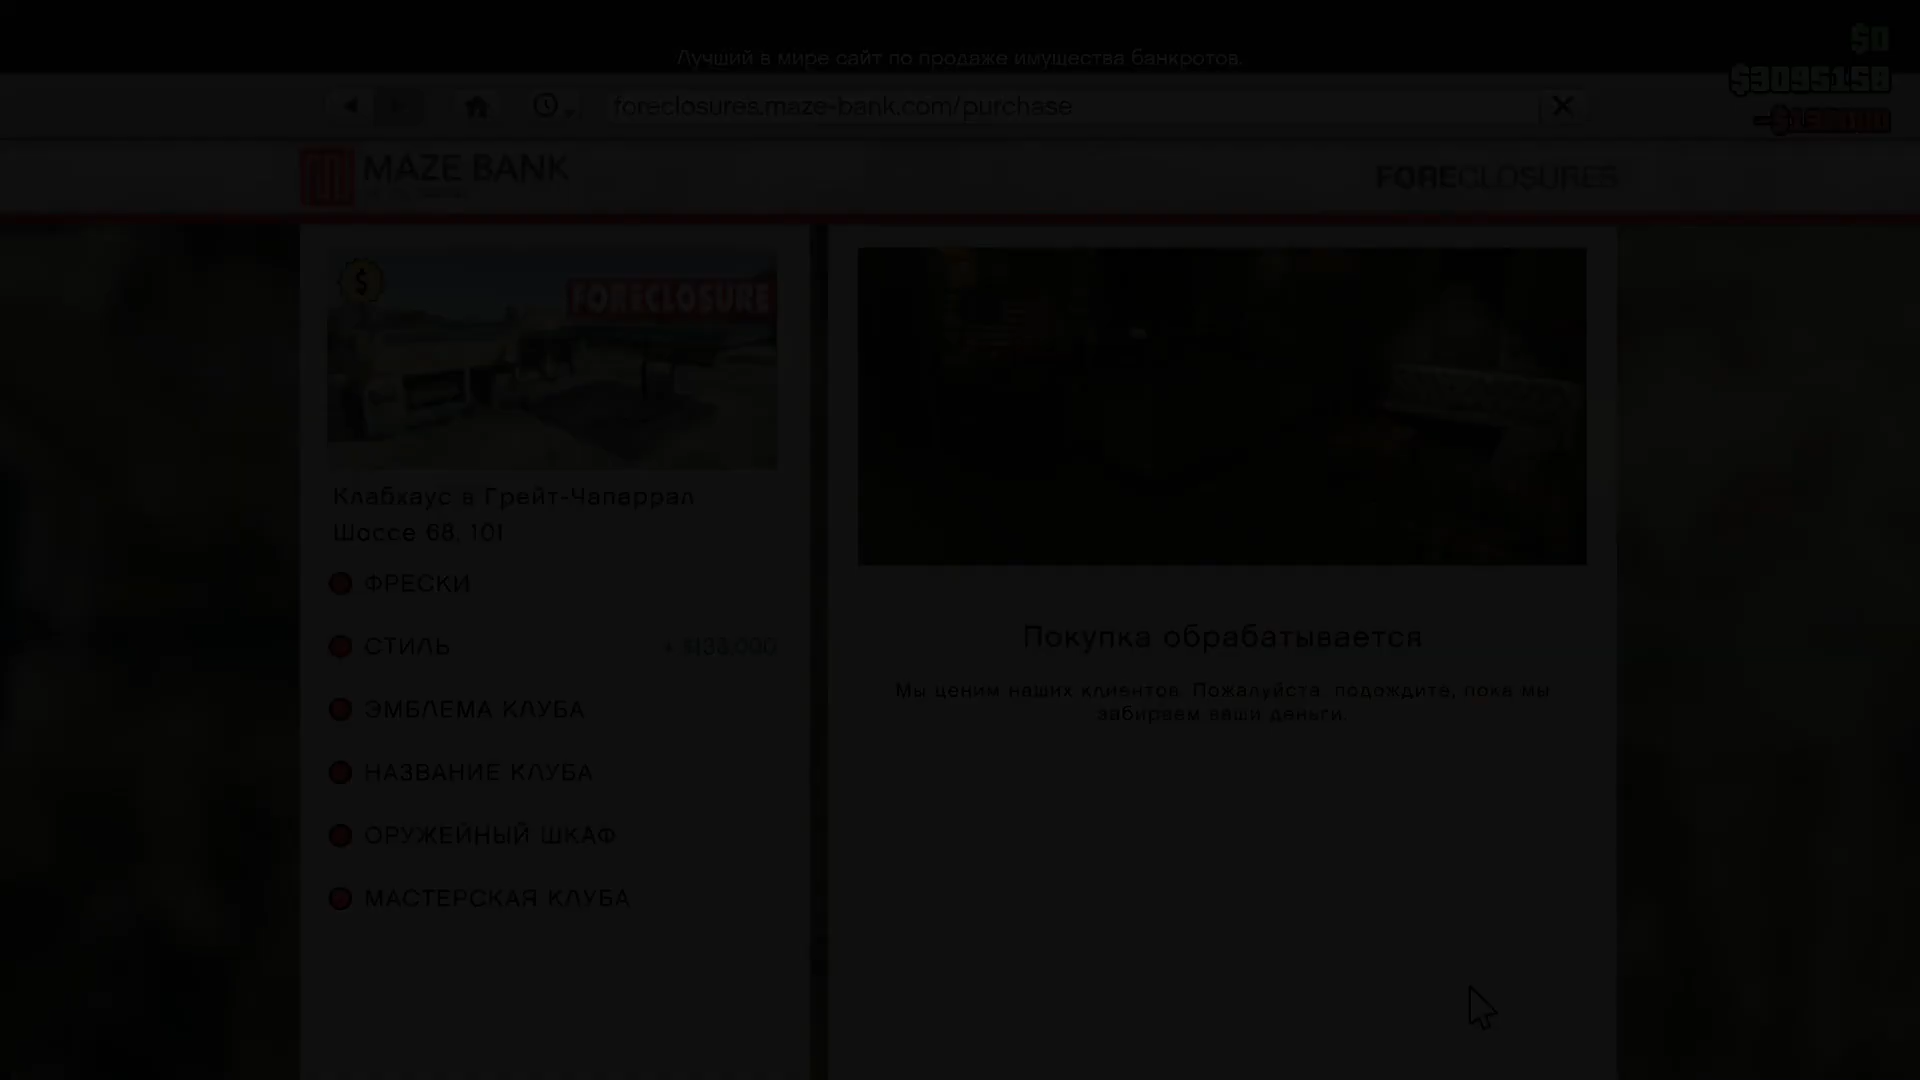 Лучший в мире сайт по продаже имущества банкротов.
$0
$3095158
foreclosures.maze-bank.com/purchase
MAZE BANK
FORECLOSURES
FORECLOSURE
Клабхаус в Грейт-Чапаррал
Шоссе 68, 101
ФРЕСКИ
СТИЛЬ
ЭМБЛЕМА КЛУБА
НАЗВАНИЕ КЛУБА
ОРУЖЕЙНЫЙ ШКАФ
МАСТЕРСКАЯ КЛУБА
Покупка обрабатывается
Мы ценим наших клиентов. Пожалуйста, подождите, пока мы
забираем ваши деньги.